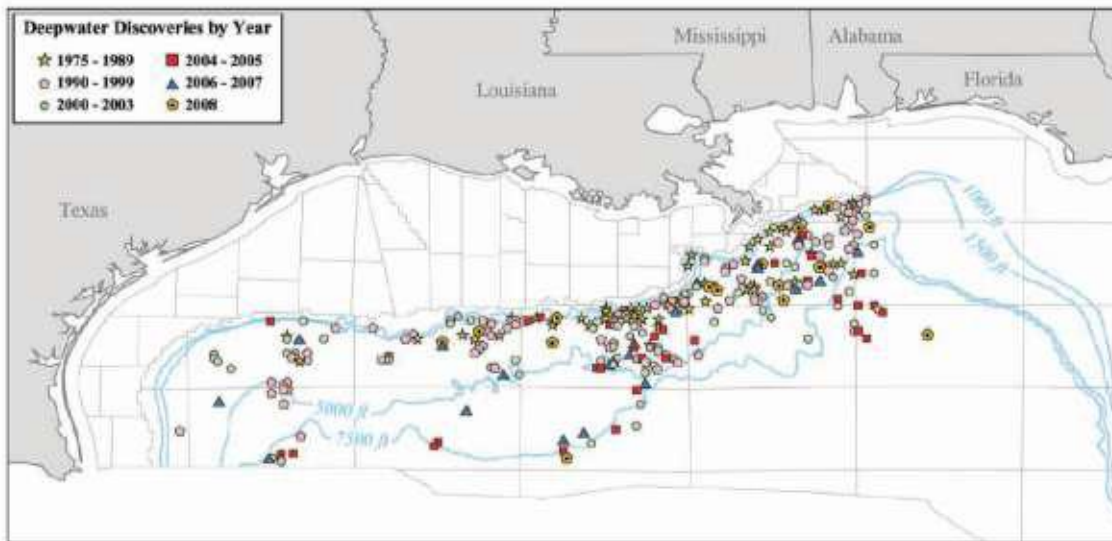 Deepwater Discoveries by Year
1975 - 1989
2004 - 2005
1990 - 1999
2006 - 2007
2000 - 2003
2008
Mississippi
Alabama
Florida
Louisiana
Texas
1000 ft
1500 ft
5000 ft
7500 ft